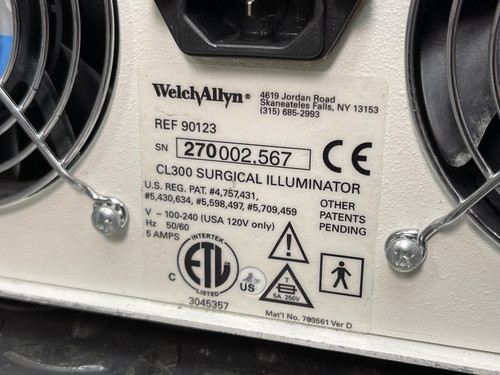 WelchAllyn®
4619 Jordan Road
Skaneateles Falls, NY 13153
(315) 685-2993
REF 90123
SN 270002.567
CE
CL300 SURGICAL ILLUMINATOR
U.S. REG. PAT. #4,757,431,
#5,430,634, #5,598,497, #5,709,459
OTHER
PATENTS
PENDING
V ~ 100-240 (USA 120V only)
Hz 50/60
5 AMPS
INTERTEK
ETL
LISTED
C US
3045357
T
5A 250V
Mat'l No. 703561 Ver D